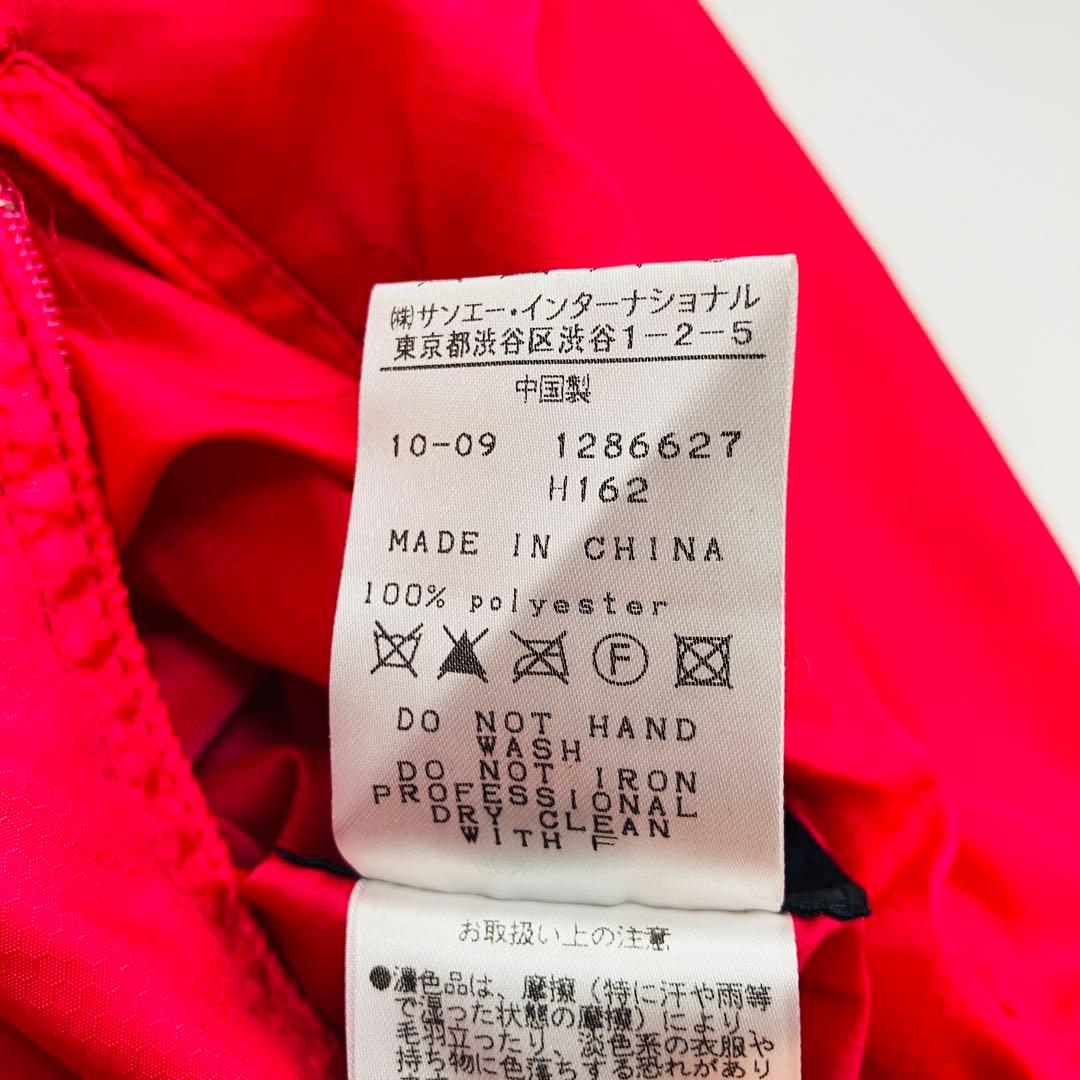 ㈱サンエー・インターナショナル
東京都渋谷区渋谷1-2-5
中国製
10-09 1286627
H162
MADE IN CHINA
100% polyester
F
DO NOT HAND
WASH
DO NOT IRON
PROFESSIONAL
DRY CLEAN
WITH F
お取扱い上の注意
●濃色品は、摩擦(特に汗や雨等
で湿った状態の摩擦)により
毛羽立ったり、淡色系の衣服や
持ち物に色落ちする恐れがあり